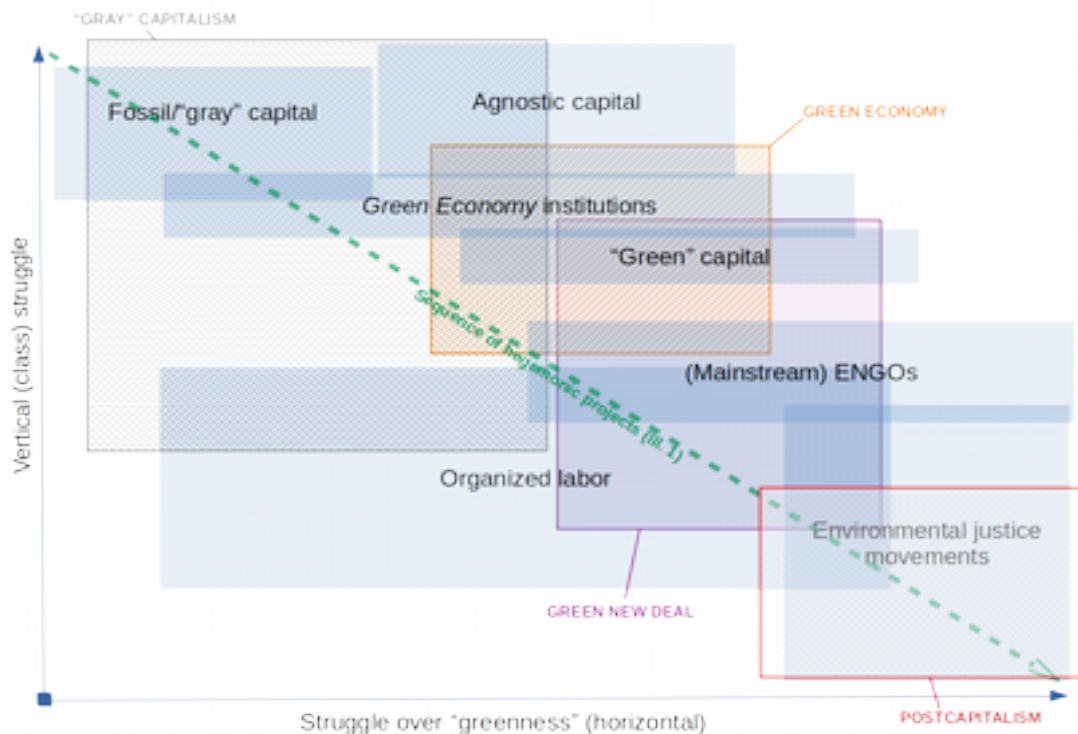 “GRAY” CAPITALISM
Agnostic capital
Fossil/“gray” capital
GREEN ECONOMY
Green Economy institutions
“Green” capital
Vertical (class) struggle
Sequence of hegemonic projects (Ill. 1)
(Mainstream) ENGOs
Organized labor
Environmental justice
movements
GREEN NEW DEAL
POSTCAPITALISM
Struggle over “greenness” (horizontal)